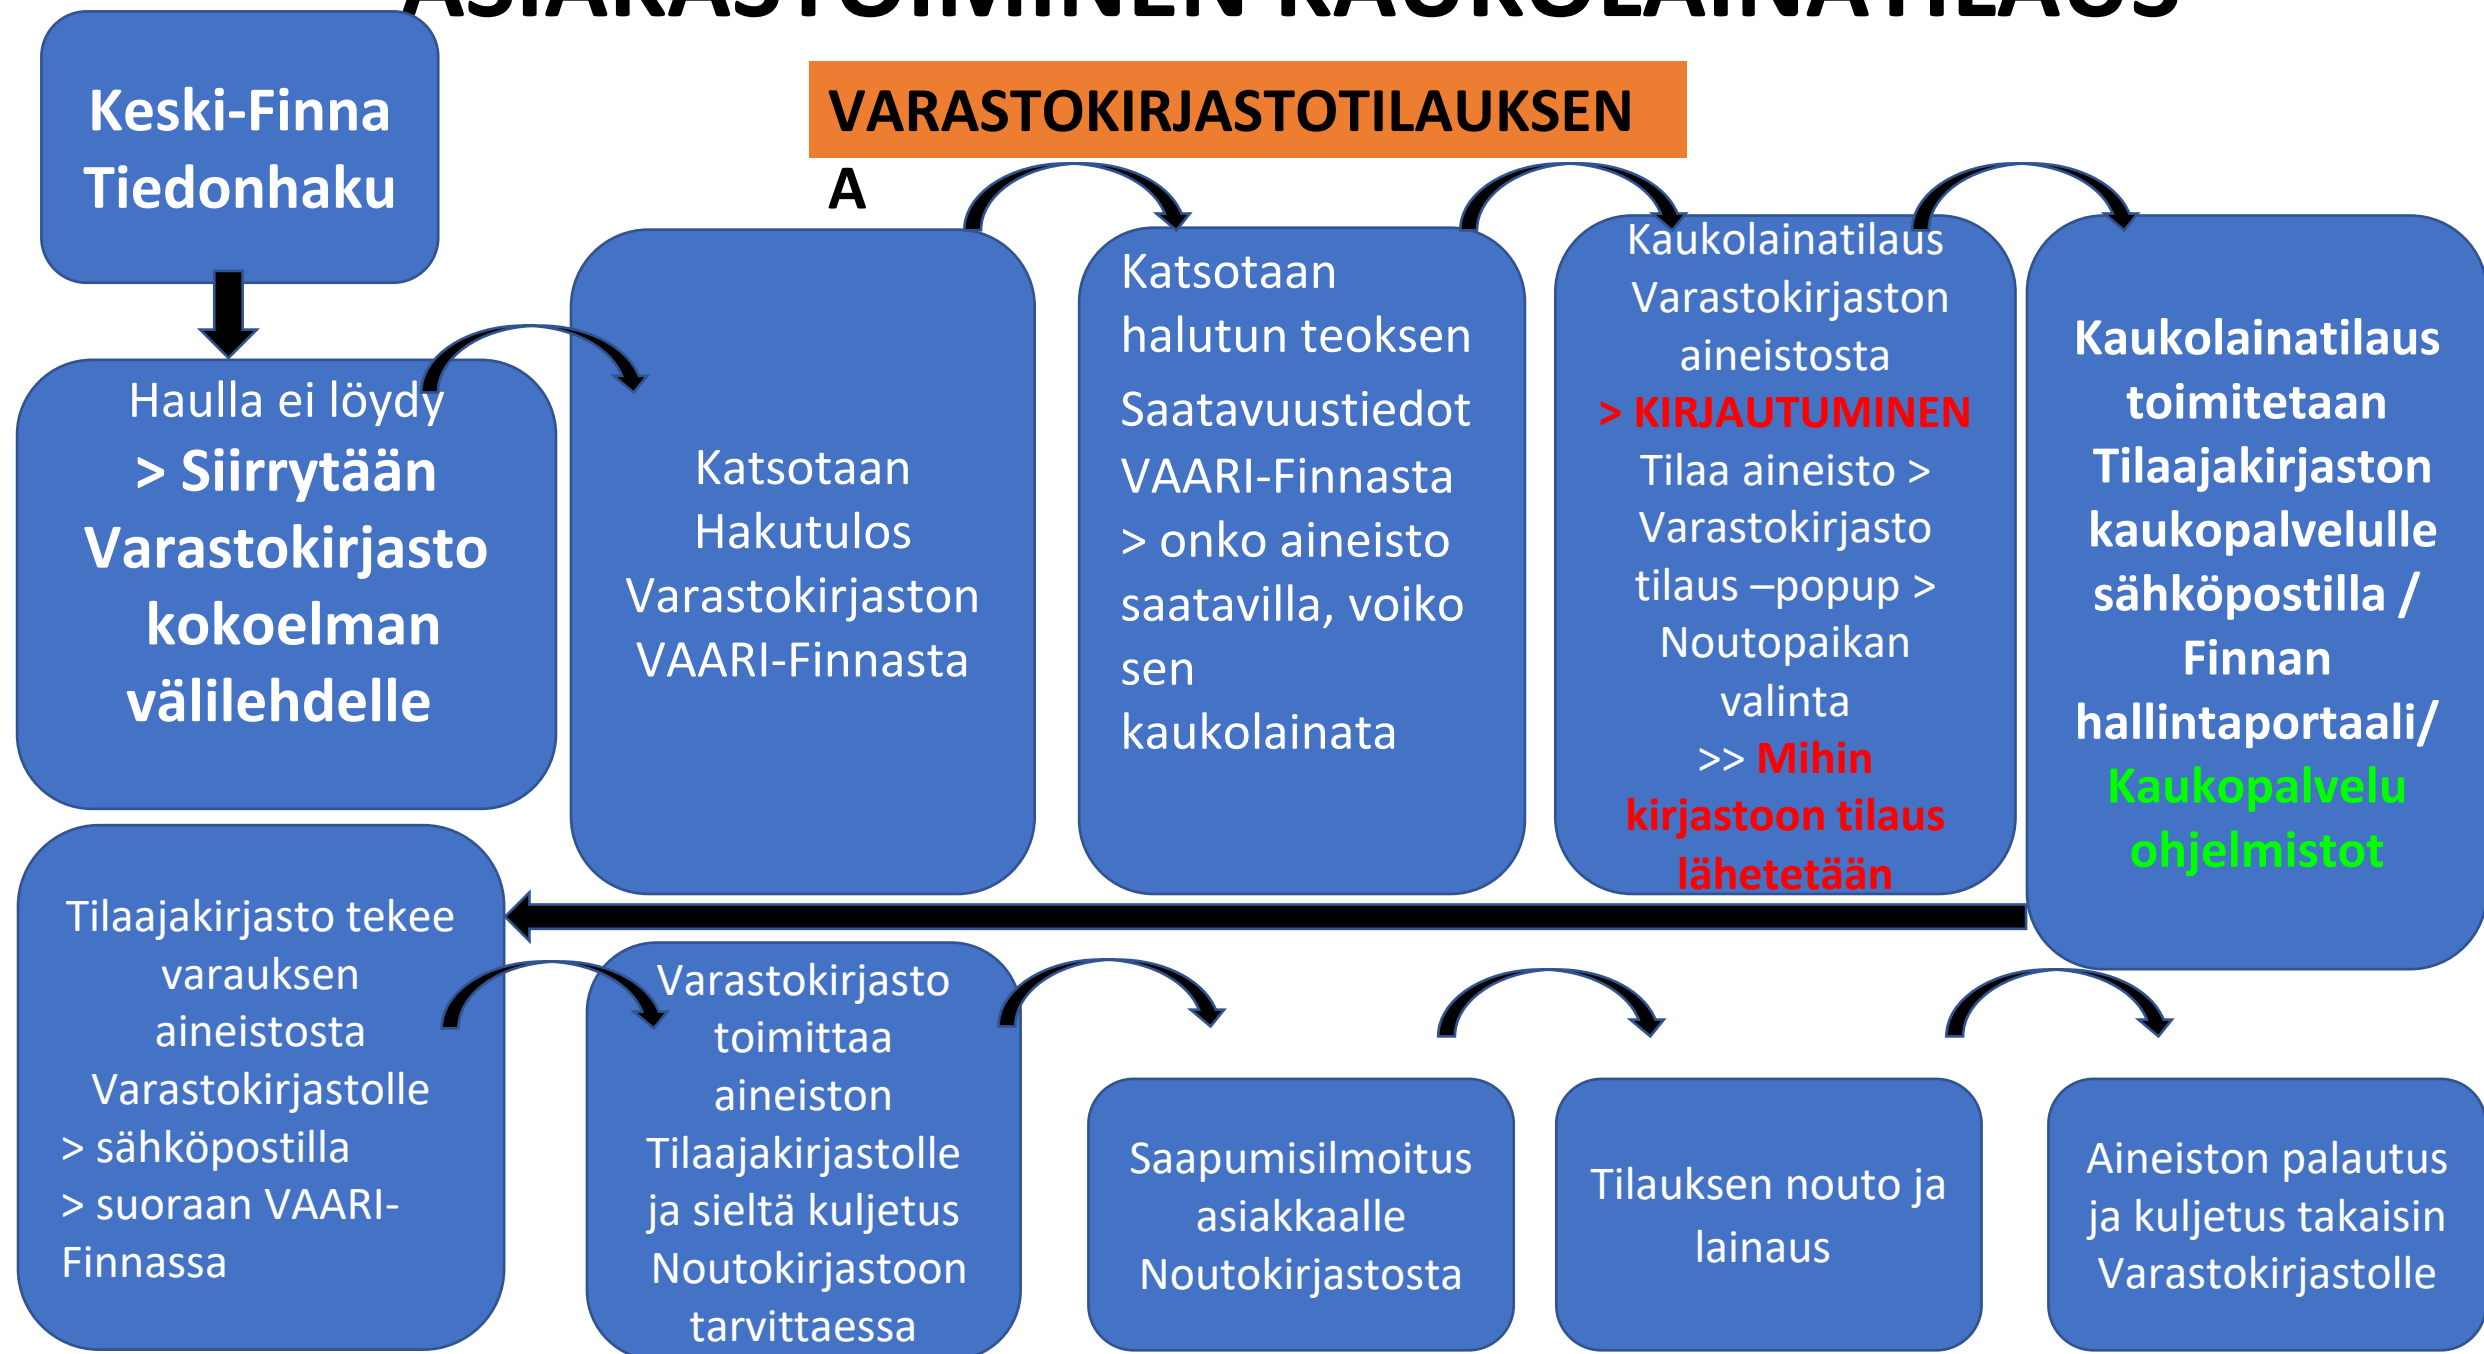 ASIAKASTOIMINEN KAUKOLAINATILAUS
VARASTOKIRJASTOTILAUKSEN
A
Keski-Finna
Tiedonhaku
Haulla ei löydy
> Siirrytään
Varastokirjasto
kokoelman
välilehdelle
Katsotaan
Hakutulos
Varastokirjaston
VAARI-Finnasta
Katsotaan
halutun teoksen
Saatavuustiedot
VAARI-Finnasta
> onko aineisto
saatavilla, voiko
sen
kaukolainata
Kaukolainatilaus
Varastokirjaston
aineistosta
> KIRJAUTUMINEN
Tilaa aineisto >
Varastokirjasto
tilaus –popup >
Noutopaikan
valinta
>> Mihin
kirjastoon tilaus
lähetetään
Kaukolainatilaus
toimitetaan
Tilaajakirjaston
kaukopalvelulle
sähköpostilla /
Finnan
hallintaportaali/
Kaukopalvelu
ohjelmistot
Tilaajakirjasto tekee
varauksen
aineistosta
Varastokirjastolle
> sähköpostilla
> suoraan VAARI-
Finnassa
Varastokirjasto
toimittaa
aineiston
Tilaajakirjastolle
ja sieltä kuljetus
Noutokirjastoon
tarvittaessa
Saapumisilmoitus
asiakkaalle
Noutokirjastosta
Tilauksen nouto ja
lainaus
Aineiston palautus
ja kuljetus takaisin
Varastokirjastolle